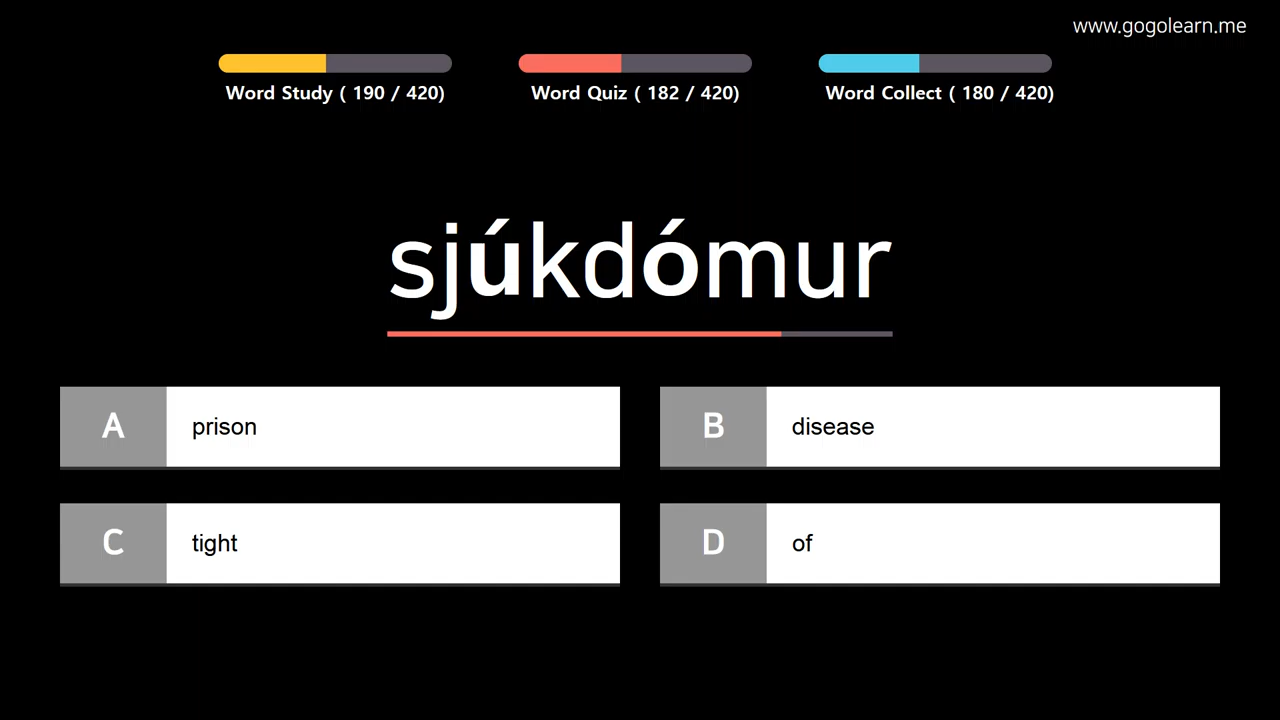 www.gogolearn.me
Word Study ( 190 / 420)
Word Quiz ( 182 / 420)
Word Collect ( 180 / 420)
sjúkdómur
A prison
B disease
C tight
D of